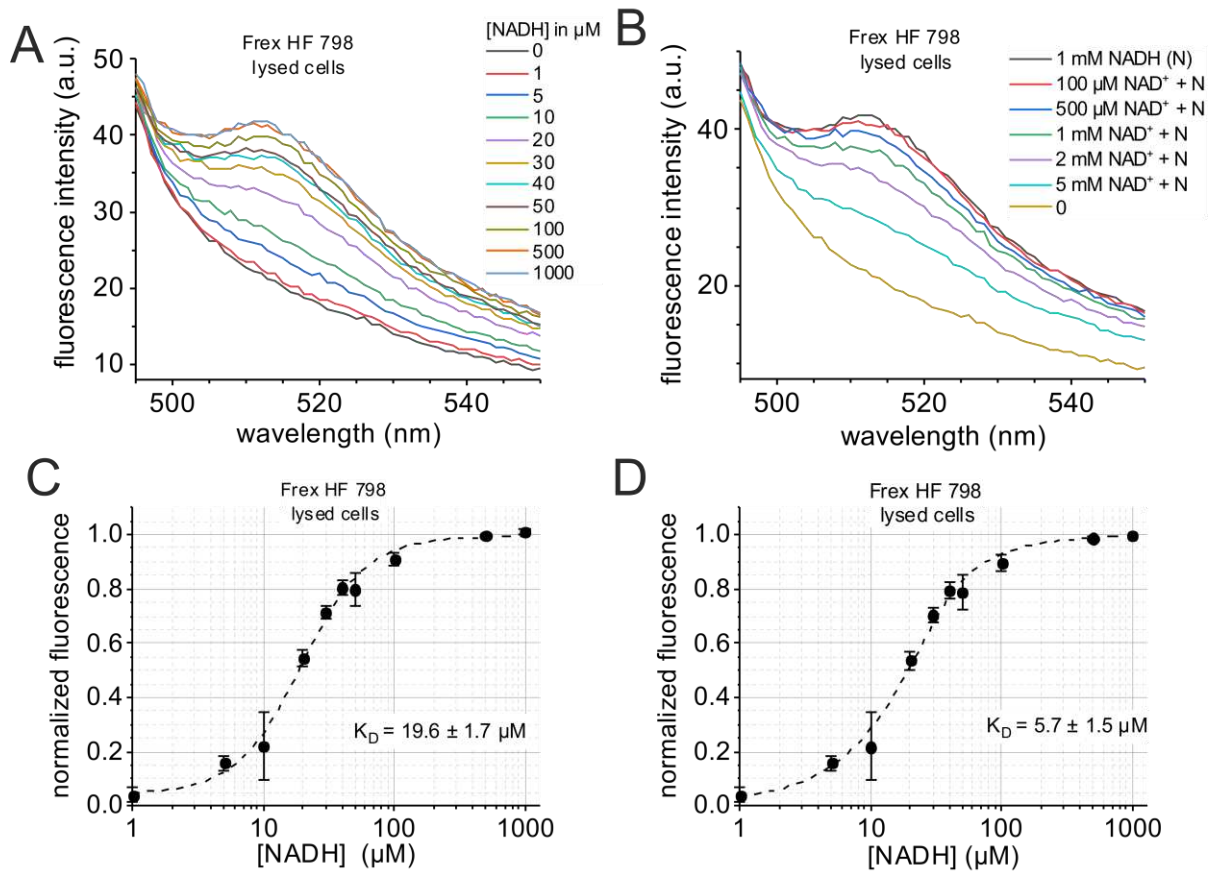 A
Frex HF 798
lysed cells
[NADH] in µM
0
1
5
10
20
30
40
50
100
500
1000
50
40
30
20
10
fluorescence intensity (a.u.)
500
520
540
wavelength (nm)
B
Frex HF 798
lysed cells
1 mM NADH (N)
100 µM NAD⁺ + N
500 µM NAD⁺ + N
1 mM NAD⁺ + N
2 mM NAD⁺ + N
5 mM NAD⁺ + N
0
40
20
fluorescence intensity (a.u.)
500
520
540
wavelength (nm)
C
Frex HF 798
lysed cells
1.0
0.8
0.6
0.4
0.2
0.0
normalized fluorescence
K_D = 19.6 ± 1.7 µM
1
10
100
1000
[NADH] (µM)
D
Frex HF 798
lysed cells
1.0
0.8
0.6
0.4
0.2
0.0
normalized fluorescence
K_D = 5.7 ± 1.5 µM
1
10
100
1000
[NADH] (µM)